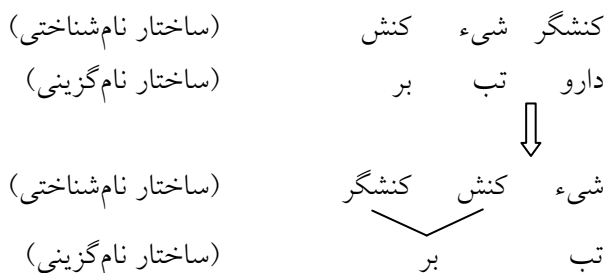 کنشگر شیء کنش (ساختار نام‌شناختی)
دارو تب بر (ساختار نام‌گزینی)
شیء کنش کنشگر (ساختار نام‌شناختی)
تب بر (ساختار نام‌گزینی)